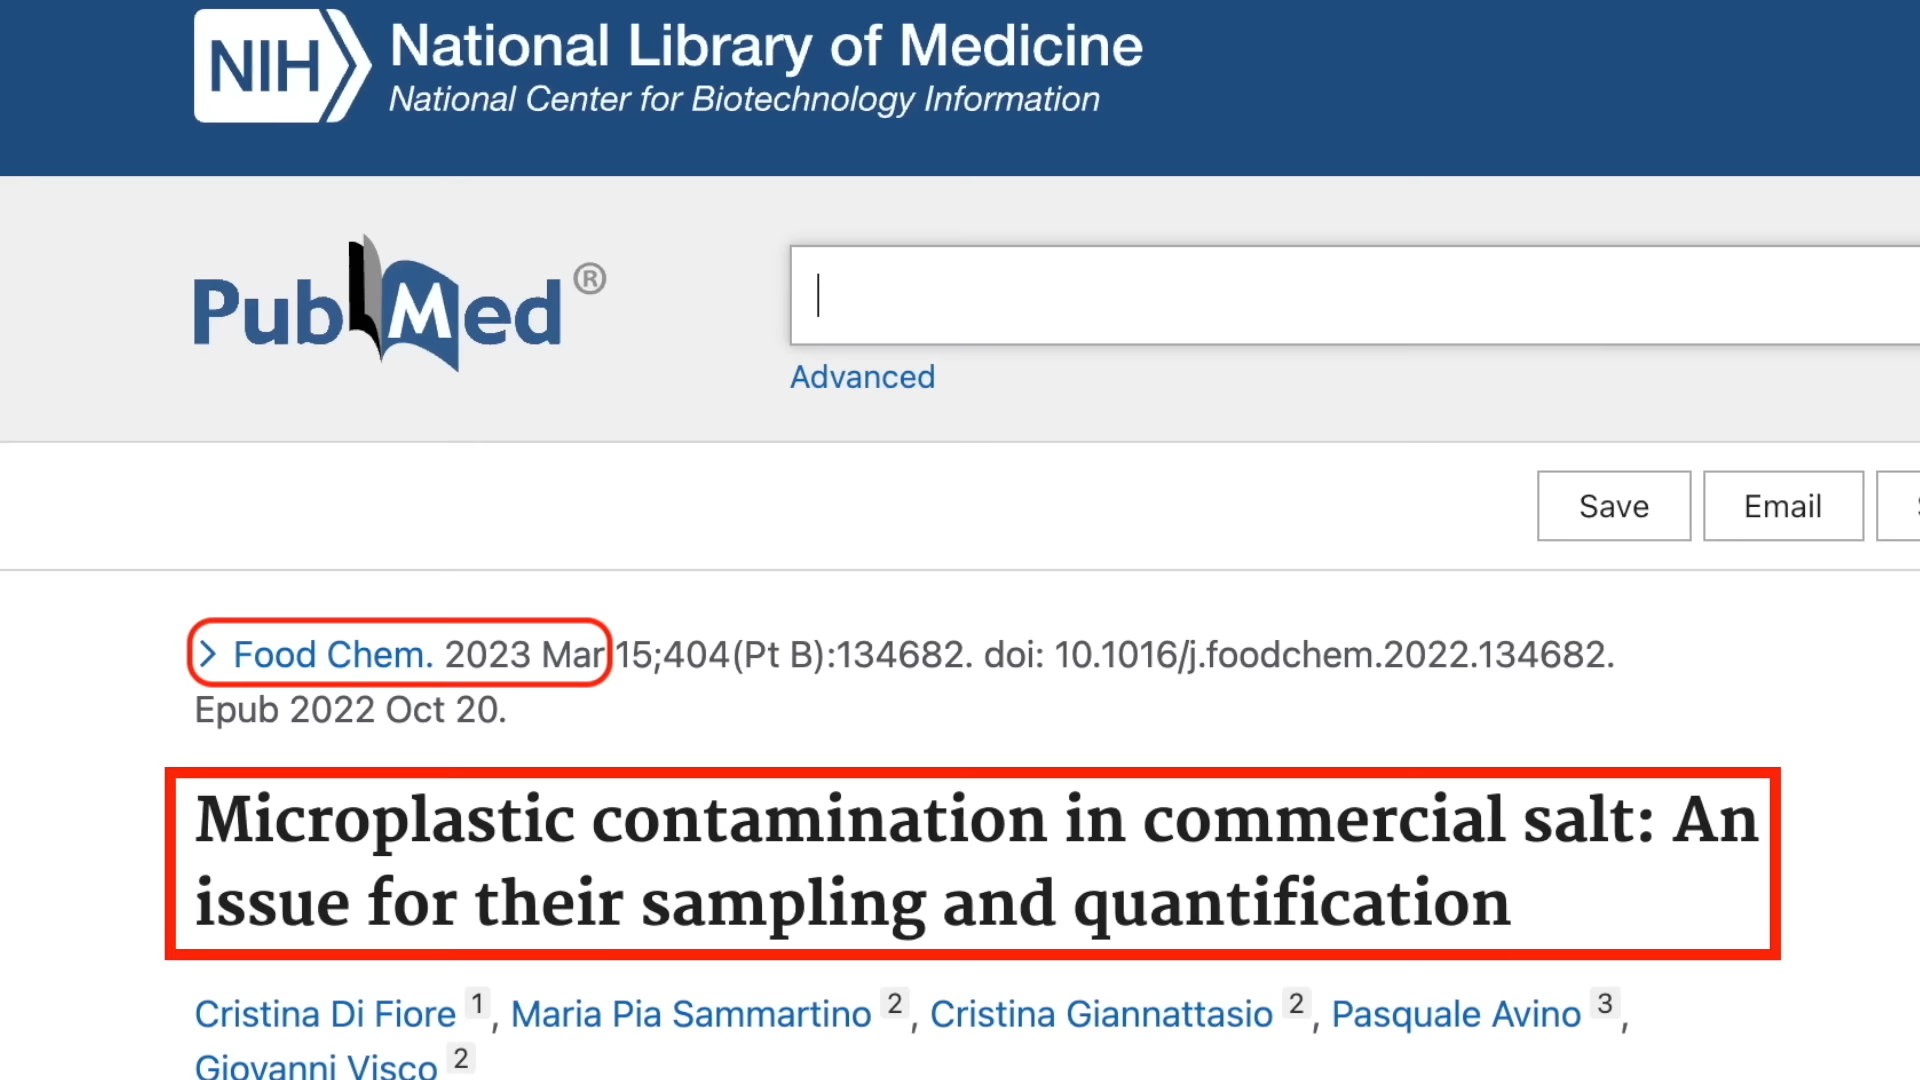 NIH National Library of Medicine
National Center for Biotechnology Information
PubMed®
Advanced
Save Email
> Food Chem. 2023 Mar 15;404(Pt B):134682. doi: 10.1016/j.foodchem.2022.134682.
Epub 2022 Oct 20.
Microplastic contamination in commercial salt: An
issue for their sampling and quantification
Cristina Di Fiore 1, Maria Pia Sammartino 2, Cristina Giannattasio 2, Pasquale Avino 3,
Giovanni Visco 2